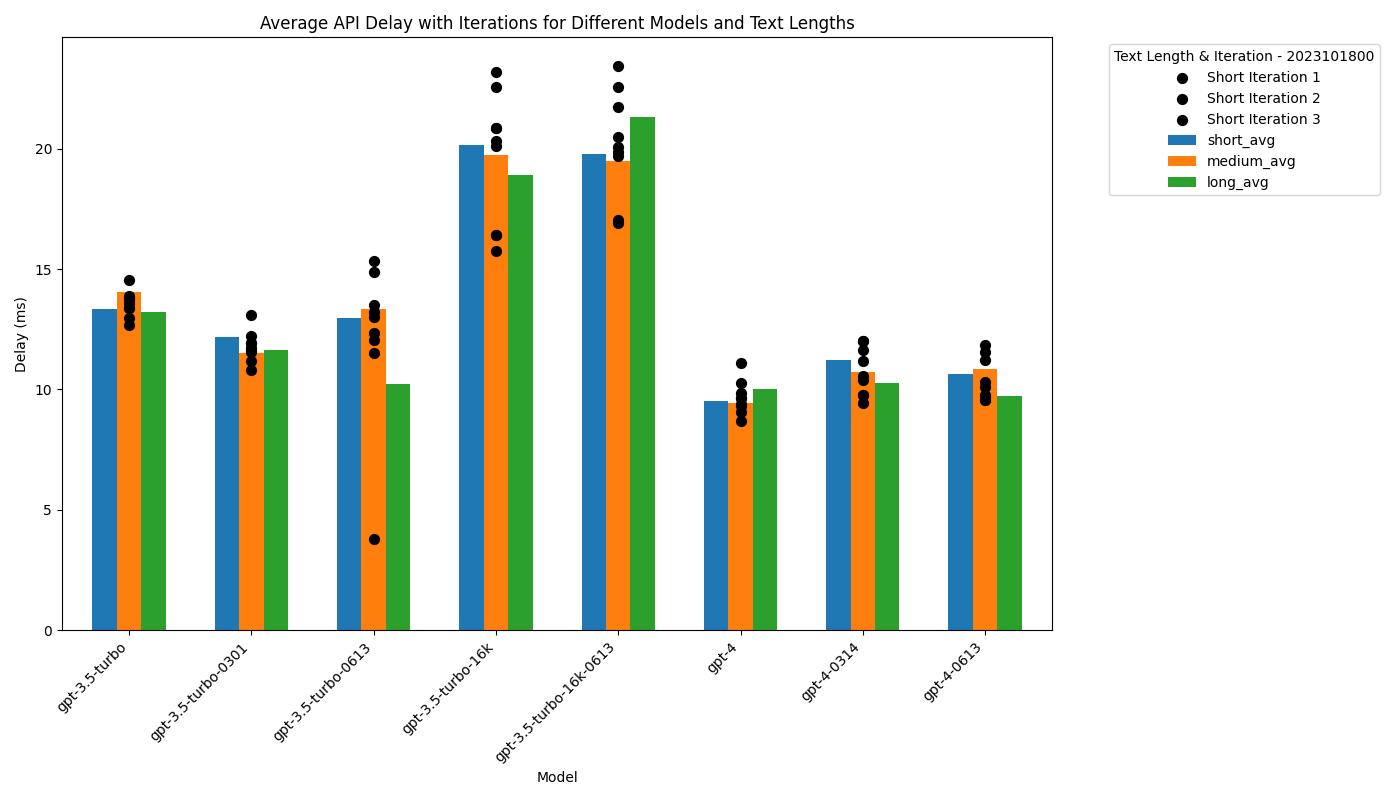 Average API Delay with Iterations for Different Models and Text Lengths
Text Length & Iteration - 2023101800
Short Iteration 1
Short Iteration 2
Short Iteration 3
short_avg
medium_avg
long_avg
Delay (ms)
20
15
10
5
0
gpt-3.5-turbo
gpt-3.5-turbo-0301
gpt-3.5-turbo-0613
gpt-3.5-turbo-16k
gpt-3.5-turbo-16k-0613
gpt-4
gpt-4-0314
gpt-4-0613
Model